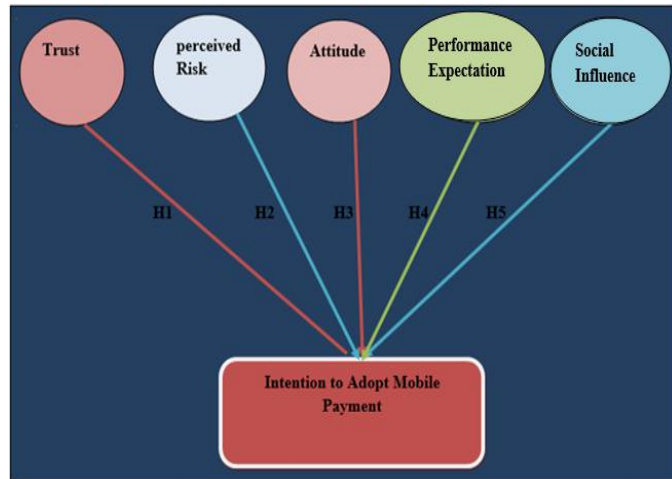 Trust
perceived
Risk
Attitude
Performance
Expectation
Social
Influence
H1
H2
H3
H4
H5
Intention to Adopt Mobile
Payment